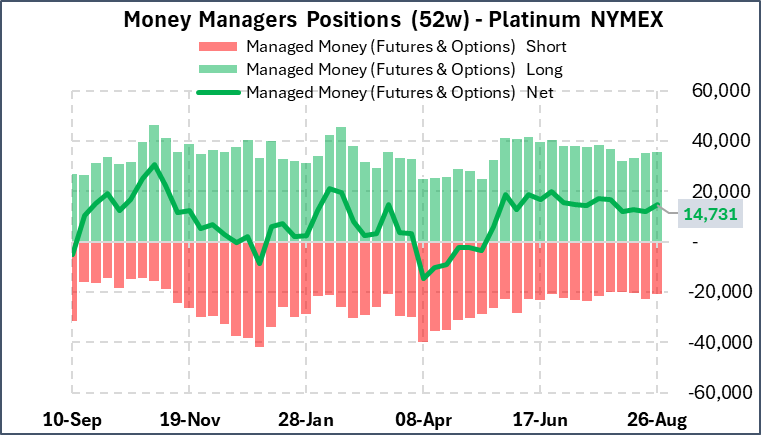 Money Managers Positions (52w) - Platinum NYMEX
Managed Money (Futures & Options) Short
Managed Money (Futures & Options) Long
Managed Money (Futures & Options) Net
60,000
40,000
20,000
14,731
-
-20,000
-40,000
-60,000
10-Sep 19-Nov 28-Jan 08-Apr 17-Jun 26-Aug